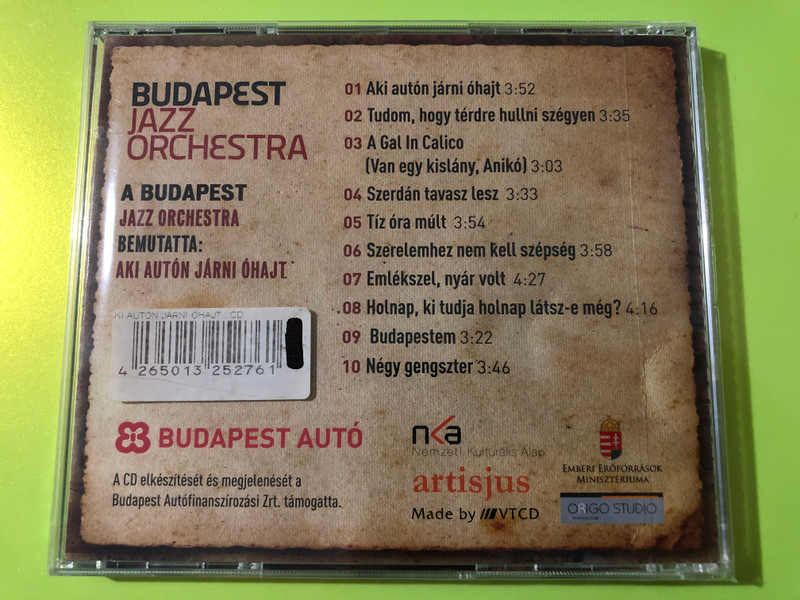 BUDAPEST
JAZZ
ORCHESTRA
A BUDAPEST
JAZZ ORCHESTRA
BEMUTATTA:
AKI AUTÓN JÁRNI ÓHAJT
KI AUTÓN JÁRNI ÓHAJT CD
4 265013 252761
01 Aki autón járni óhajt 3:52
02 Tudom, hogy térdre hullni szégyen 3:35
03 A Gal In Calico
(Van egy kislány, Anikó) 3:03
04 Szerdán tavasz lesz 3:33
05 Tíz óra múlt 3:54
06 Szerelemhez nem kell szépség 3:58
07 Emlékszel, nyár volt 4:27
08 Holnap, ki tudja holnap látsz-e még? 4:16
09 Budapestem 3:22
10 Négy gengszter 3:46
BUDAPEST AUTÓ
A CD elkészítését és megjelenését a
Budapest Autófinanszírozási Zrt. támogatta.
nka
Nemzeti Kulturális Alap
artisjus
Made by VTCD
EMBERI ERŐFORRÁSOK
MINISZTÉRIUMA
ORIGO STUDIO